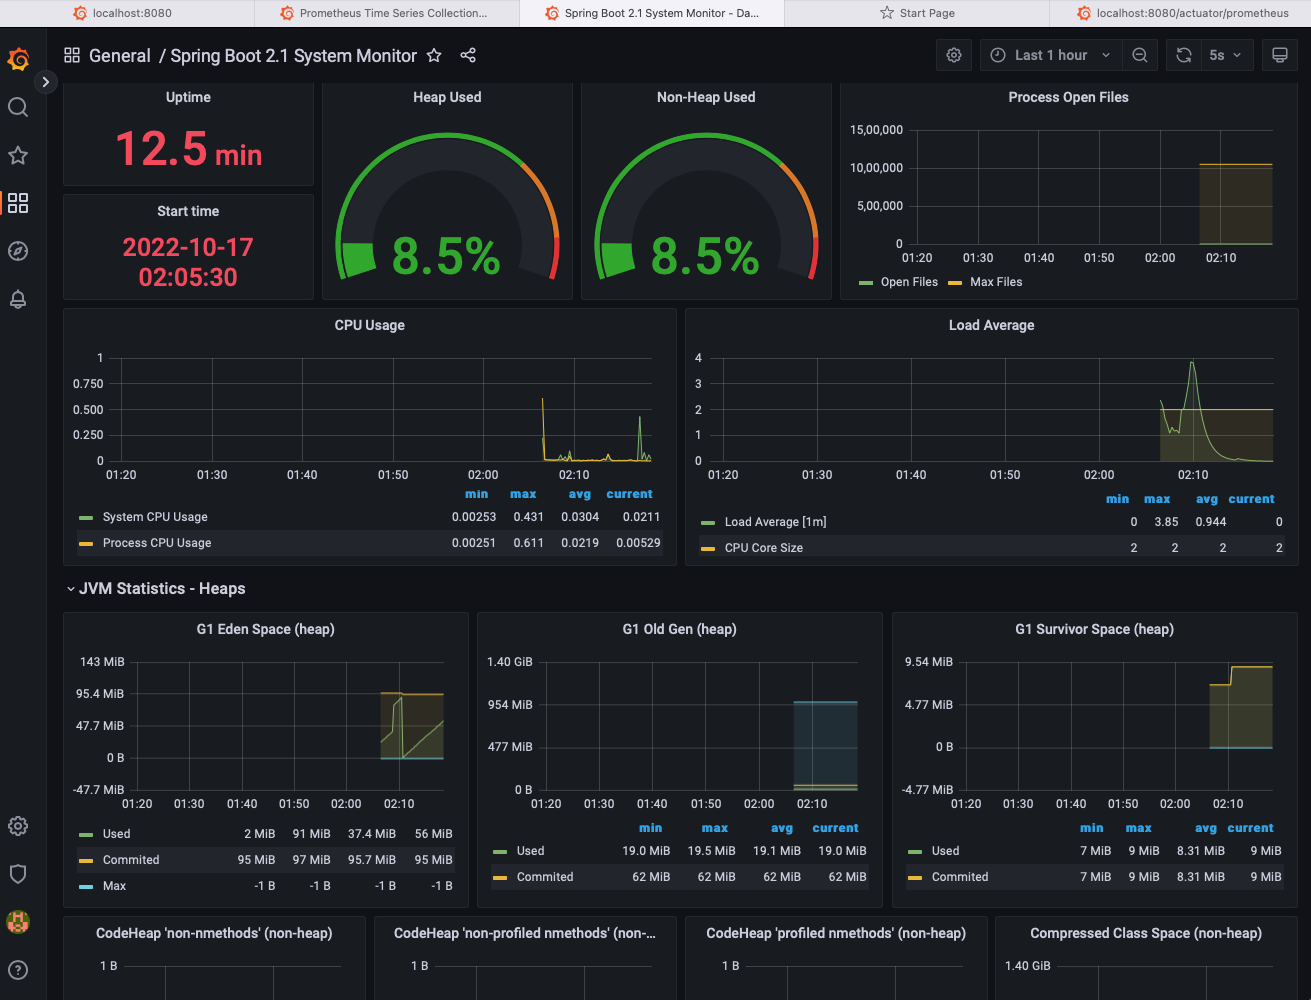 localhost:8080
Prometheus Time Series Collection...
Spring Boot 2.1 System Monitor - Da...
Start Page
localhost:8080/actuator/prometheus
General / Spring Boot 2.1 System Monitor
Last 1 hour
5s
Uptime
12.5 min
Start time
2022-10-17
02:05:30
Heap Used
8.5%
Non-Heap Used
8.5%
Process Open Files
15,00,000
10,00,000
5,00,000
0
01:20 01:30 01:40 01:50 02:00 02:10
Open Files Max Files
CPU Usage
1
0.750
0.500
0.250
0
01:20 01:30 01:40 01:50 02:00 02:10
min max avg current
System CPU Usage 0.00253 0.431 0.0304 0.0211
Process CPU Usage 0.00251 0.611 0.0219 0.00529
Load Average
4
3
2
1
0
01:20 01:30 01:40 01:50 02:00 02:10
min max avg current
Load Average [1m] 0 3.85 0.944 0
CPU Core Size 2 2 2 2
JVM Statistics - Heaps
G1 Eden Space (heap)
143 MiB
95.4 MiB
47.7 MiB
0 B
-47.7 MiB
01:20 01:30 01:40 01:50 02:00 02:10
Used 2 MiB 91 MiB 37.4 MiB 56 MiB
Commited 95 MiB 97 MiB 95.7 MiB 95 MiB
Max -1 B -1 B -1 B -1 B
G1 Old Gen (heap)
1.40 GiB
954 MiB
477 MiB
0 B
01:20 01:30 01:40 01:50 02:00 02:10
min max avg current
Used 19.0 MiB 19.5 MiB 19.1 MiB 19.0 MiB
Commited 62 MiB 62 MiB 62 MiB 62 MiB
G1 Survivor Space (heap)
9.54 MiB
4.77 MiB
0 B
-4.77 MiB
01:20 01:30 01:40 01:50 02:00 02:10
min max avg current
Used 7 MiB 9 MiB 8.31 MiB 9 MiB
Commited 7 MiB 9 MiB 8.31 MiB 9 MiB
CodeHeap 'non-nmethods' (non-heap)
1 B
CodeHeap 'non-profiled nmethods' (non-...
1 B
CodeHeap 'profiled nmethods' (non-heap)
1 B
Compressed Class Space (non-heap)
1.40 GiB